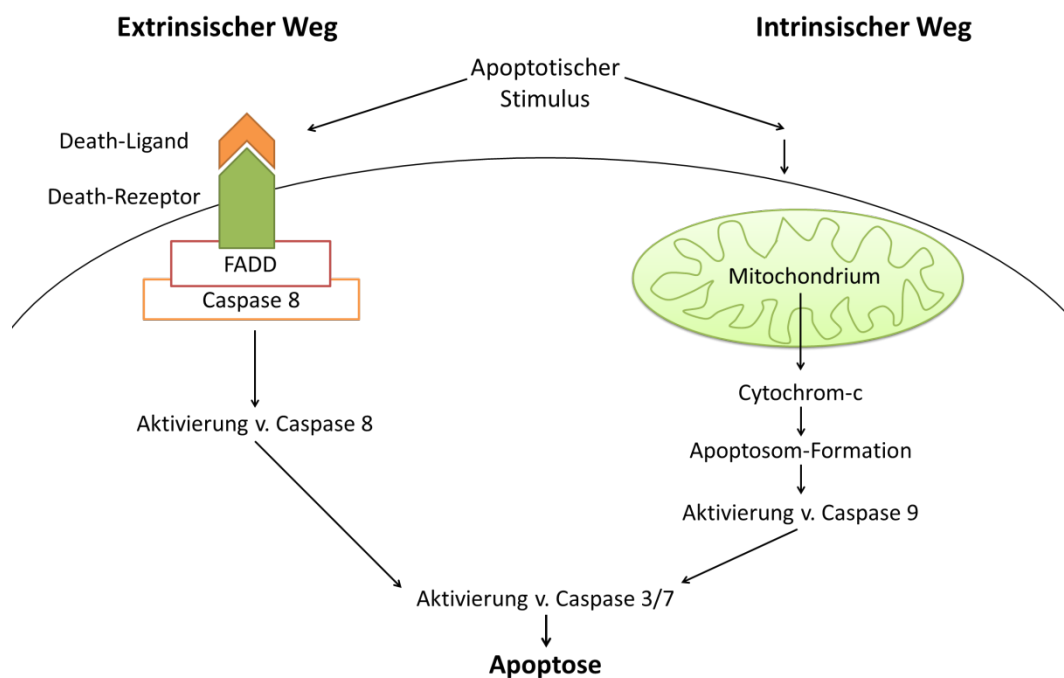 Extrinsischer Weg
Intrinsischer Weg
Apoptotischer
Stimulus
Death-Ligand
Death-Rezeptor
FADD
Caspase 8
Mitochondrium
Aktivierung v. Caspase 8
Cytochrom-c
Apoptosom-Formation
Aktivierung v. Caspase 9
Aktivierung v. Caspase 3/7
Apoptose